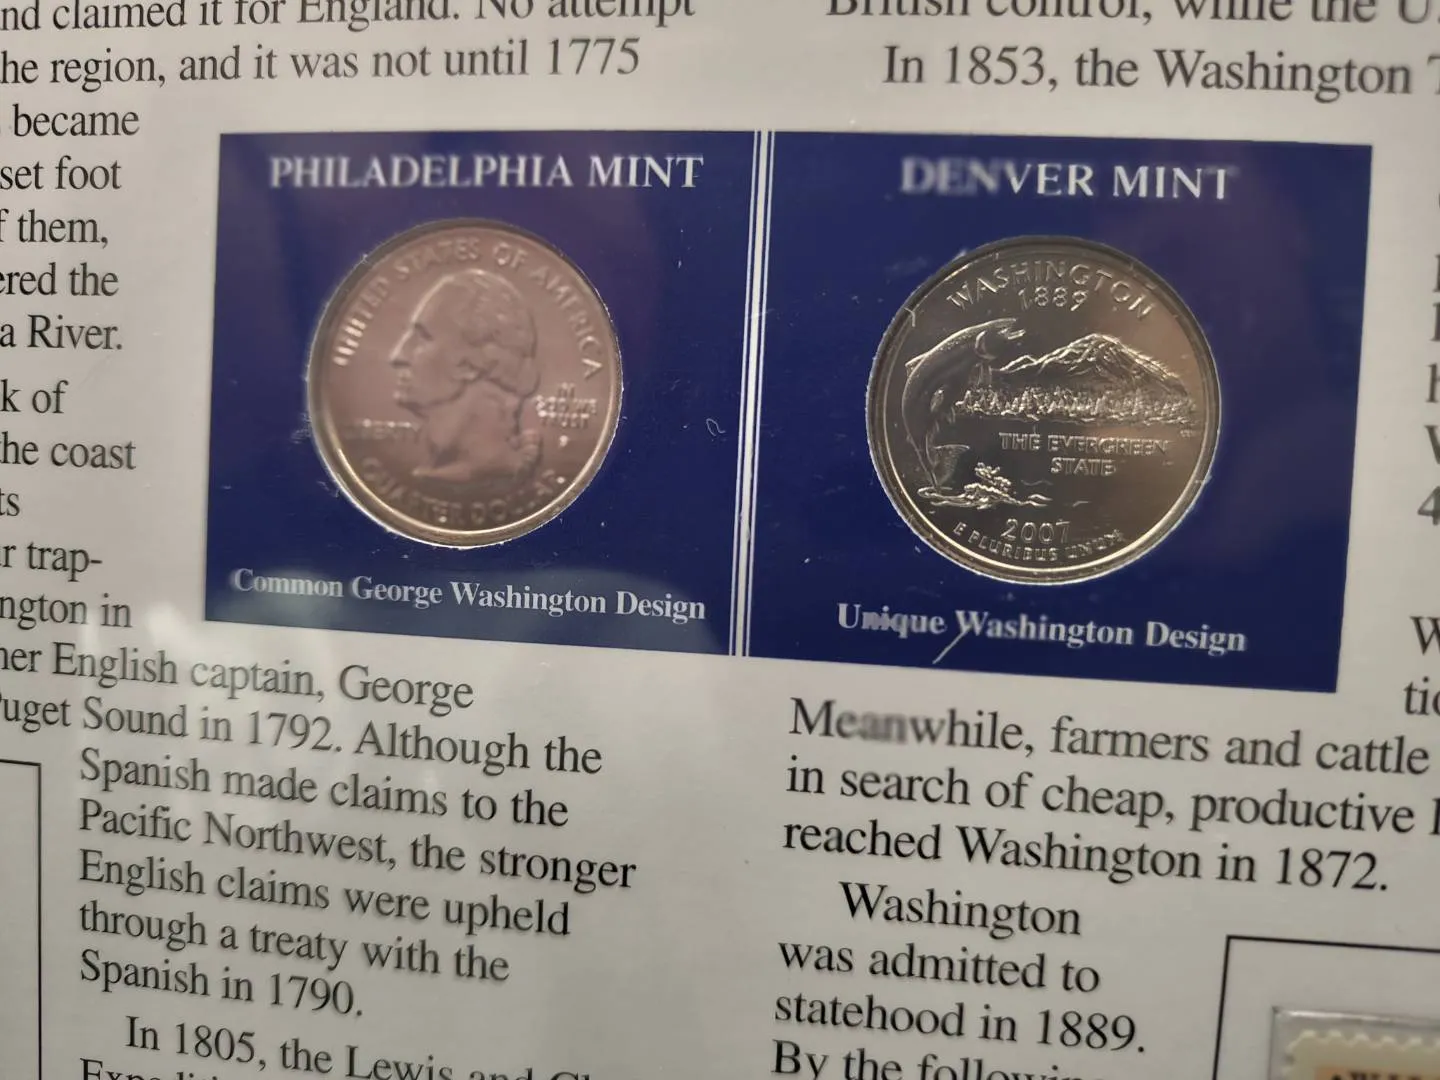 nd claimed it for England. No attempt
he region, and it was not until 1775
became
set foot
f them,
ered the
a River.
k of
he coast
ts
r trap-
ngton in
her English captain, George
Puget Sound in 1792. Although the
Spanish made claims to the
Pacific Northwest, the stronger
English claims were upheld
through a treaty with the
Spanish in 1790.
In 1805, the Lewis and Cl
PHILADELPHIA MINT
UNITED STATES OF AMERICA
LIBERTY
IN
GOD WE
TRUST
P
QUARTER DOLLAR
Common George Washington Design
DENVER MINT
WASHINGTON
1889
THE EVERGREEN
STATE
2007
E PLURIBUS UNUM
Unique Washington Design
British control, while the U.
In 1853, the Washington T
Meanwhile, farmers and cattle
in search of cheap, productive l
reached Washington in 1872.
Washington
was admitted to
statehood in 1889.
By the following
W
tio